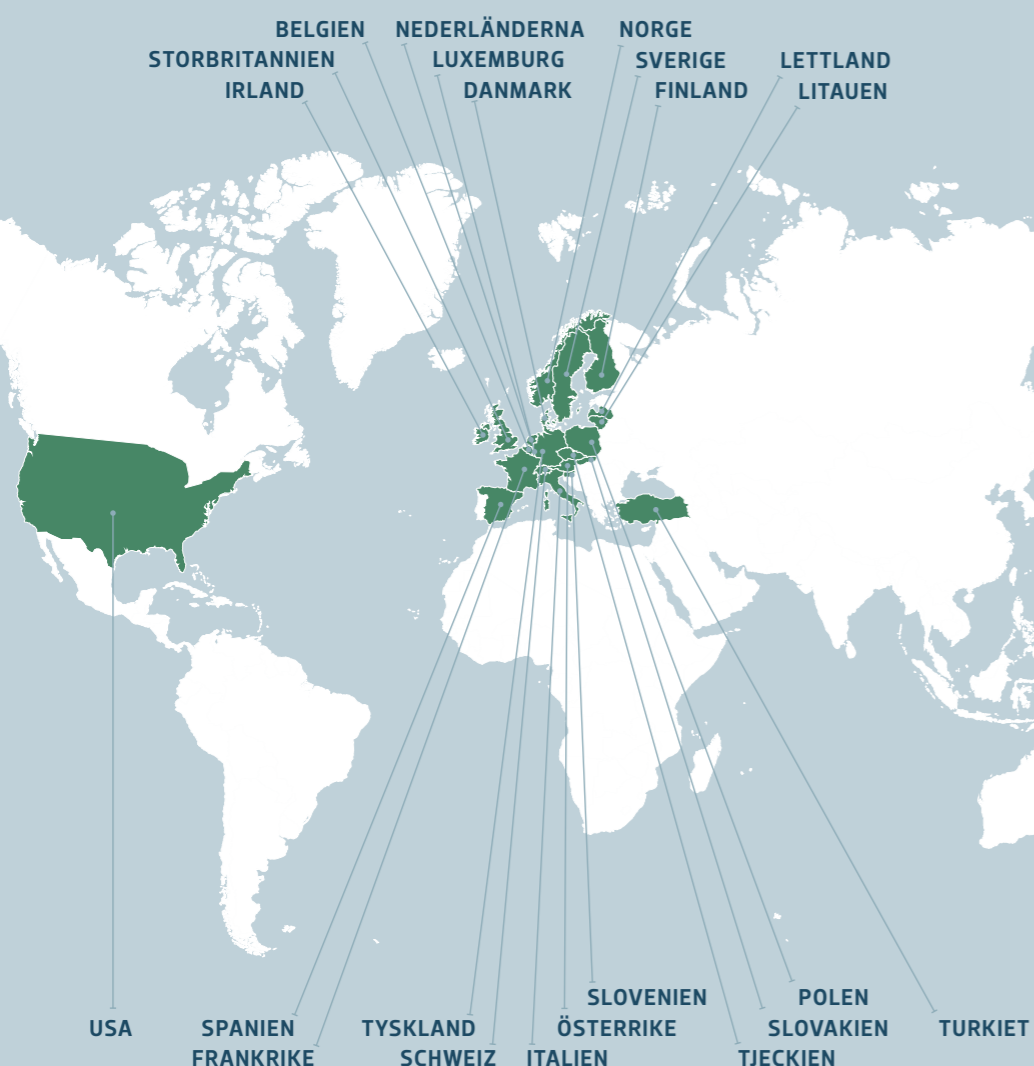 BELGIEN NEDERLÄNDERNA NORGE
STORBRITANNIEN LUXEMBURG SVERIGE LETTLAND
IRLAND DANMARK FINLAND LITAUEN
SLOVENIEN POLEN
USA SPANIEN TYSKLAND ÖSTERRIKE SLOVAKIEN TURKIET
FRANKRIKE SCHWEIZ ITALIEN TJECKIEN